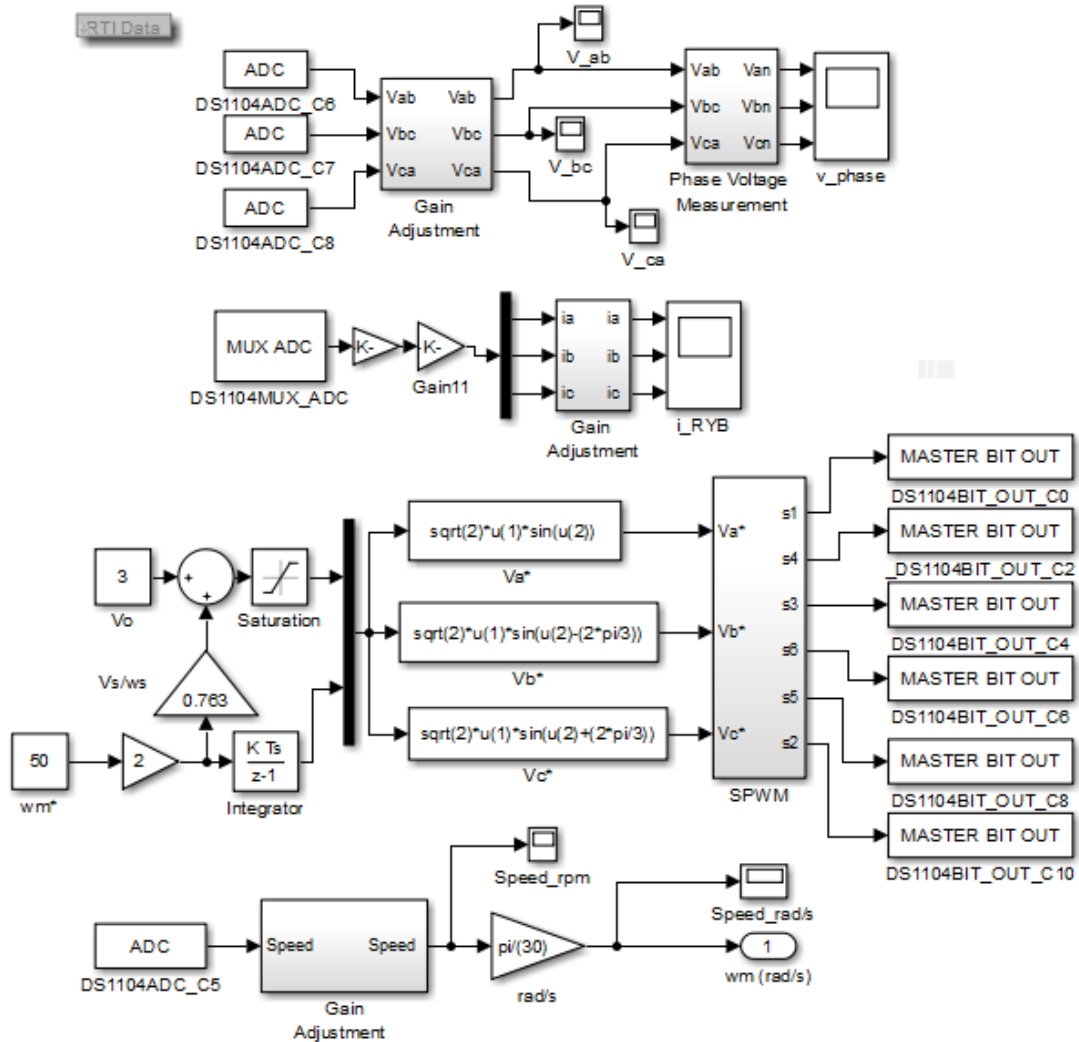 RTI Data
ADC
DS1104ADC_C6
ADC
DS1104ADC_C7
ADC
DS1104ADC_C8
Vab
Vbc
Vca
Vab
Vbc
Vca
Gain
Adjustment
V_ab
V_bc
V_ca
Vab
Vbc
Vca
Van
Vbn
Vcn
Phase Voltage
Measurement
v_phase
MUX ADC
DS1104MUX_ADC
-K-
-K-
Gain11
ia
ib
ic
ia
ib
ic
Gain
Adjustment
i_RYB
3
Vo
+
+
Saturation
Vs/ws
0.763
50
wm*
2
K Ts
z-1
Integrator
sqrt(2)*u(1)*sin(u(2))
Va*
sqrt(2)*u(1)*sin(u(2)-(2*pi/3))
Vb*
sqrt(2)*u(1)*sin(u(2)+(2*pi/3))
Vc*
Va*
Vb*
Vc*
s1
s4
s3
s6
s5
s2
SPWM
MASTER BIT OUT
DS1104BIT_OUT_C0
MASTER BIT OUT
_DS1104BIT_OUT_C2
MASTER BIT OUT
DS1104BIT_OUT_C4
MASTER BIT OUT
DS1104BIT_OUT_C6
MASTER BIT OUT
DS1104BIT_OUT_C8
MASTER BIT OUT
DS1104BIT_OUT_C10
ADC
DS1104ADC_C5
Speed
Speed
Gain
Adjustment
Speed_rpm
pi/(30)
rad/s
Speed_rad/s
1
wm (rad/s)